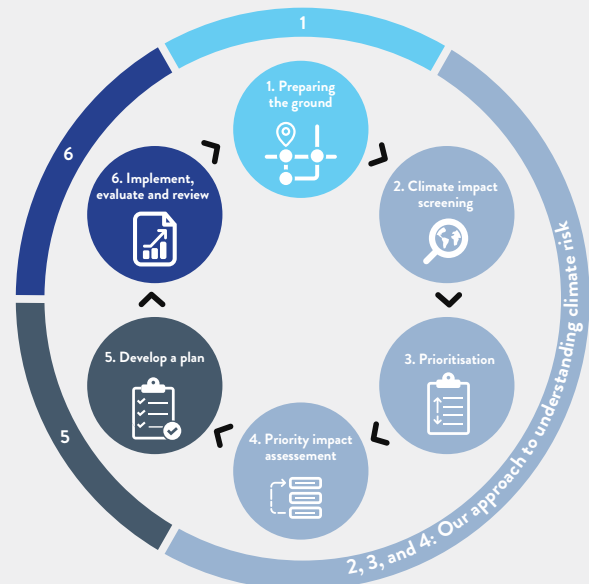 1
1. Preparing
the ground
2. Climate impact
screening
3. Prioritisation
4. Priority impact
assessement
5. Develop a plan
6. Implement,
evaluate and review
2, 3, and 4: Our approach to understanding climate risk
5
6